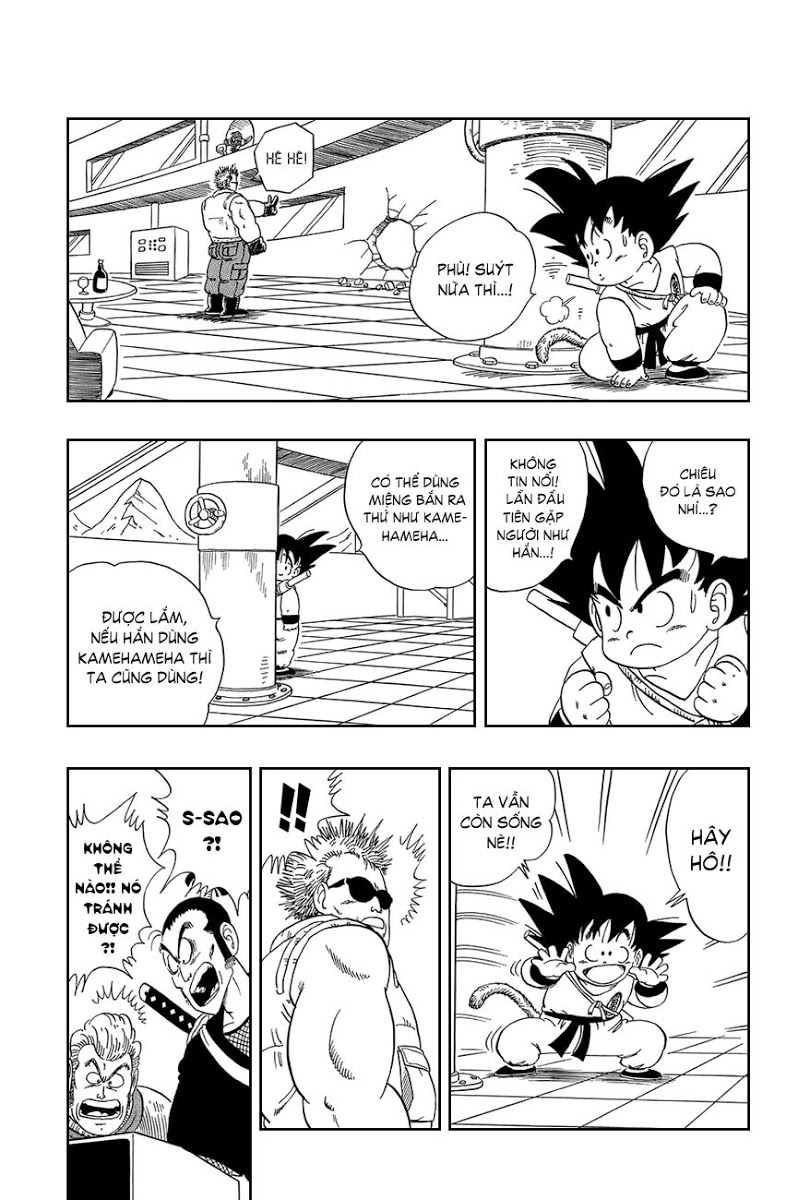 HÊ HÊ!
PHÙ! SUÝT
NỮA THÌ...!
CHIÊU
ĐÓ LÀ SAO
NHỈ...?
KHÔNG
TIN NỔI!
LẦN ĐẦU
TIÊN GẶP
NGƯỜI NHƯ
HẮN...!
CÓ THỂ DÙNG
MIỆNG BẮN RA
THỨ NHƯ KAME-
HAMEHA...
ĐƯỢC LẮM,
NẾU HẮN DÙNG
KAMEHAMEHA THÌ
TA CŨNG DÙNG!
HÂY
HÔ!!
TA VẪN
CÒN SỐNG
NÈ!!
!!
S-SAO
?!
KHÔNG
THỂ
NÀO!! NÓ
TRÁNH
ĐƯỢC
?!